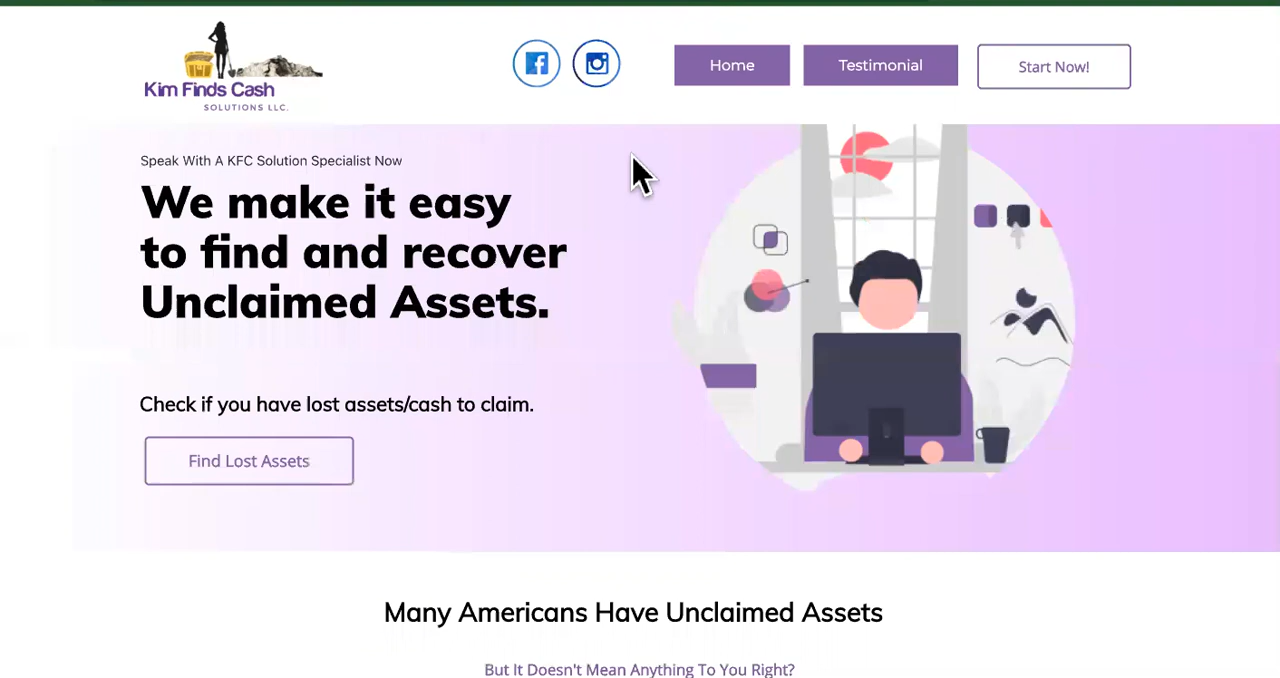 Kim Finds Cash
SOLUTIONS LLC.
Home
Testimonial
Start Now!
Speak With A KFC Solution Specialist Now
We make it easy
to find and recover
Unclaimed Assets.
Check if you have lost assets/cash to claim.
Find Lost Assets
Many Americans Have Unclaimed Assets
But It Doesn't Mean Anything To You Right?